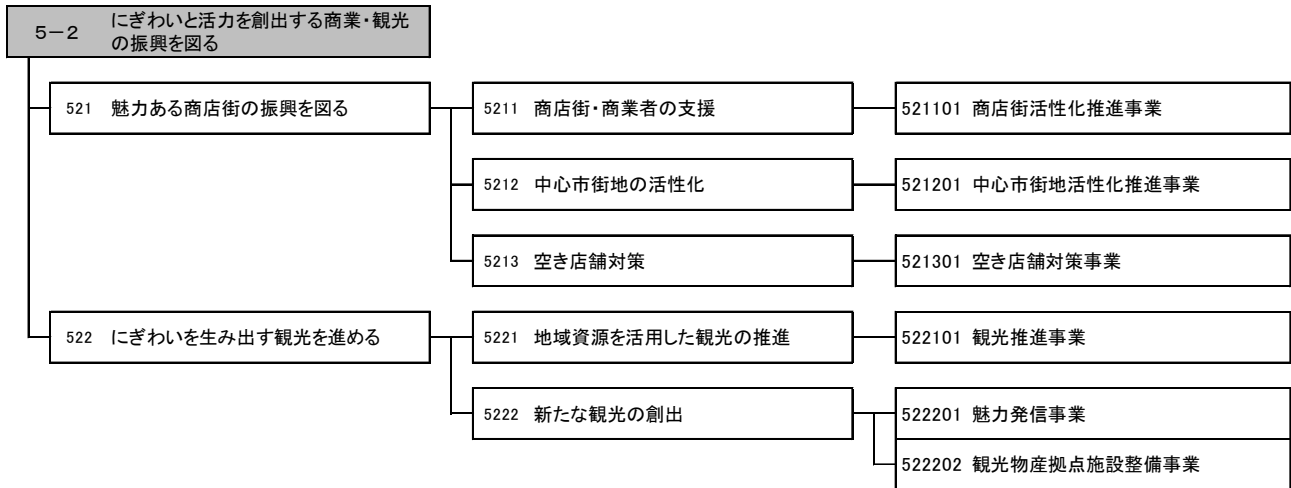 5－2 にぎわいと活力を創出する商業・観光
の振興を図る
521 魅力ある商店街の振興を図る
5211 商店街・商業者の支援
521101 商店街活性化推進事業
5212 中心市街地の活性化
521201 中心市街地活性化推進事業
5213 空き店舗対策
521301 空き店舗対策事業
522 にぎわいを生み出す観光を進める
5221 地域資源を活用した観光の推進
522101 観光推進事業
5222 新たな観光の創出
522201 魅力発信事業
522202 観光物産拠点施設整備事業